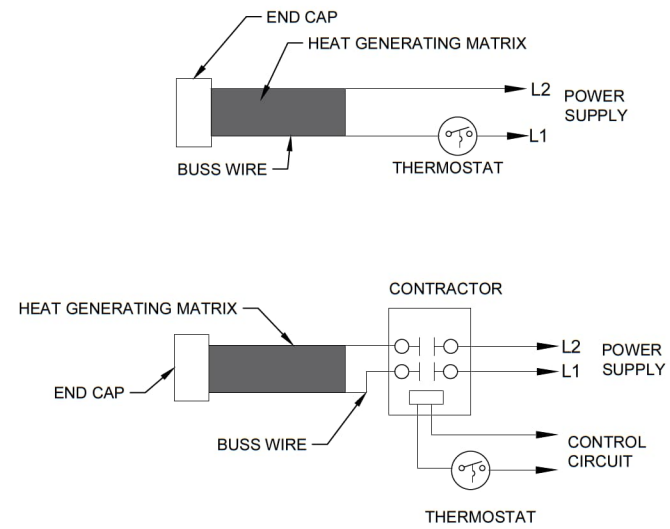 END CAP
HEAT GENERATING MATRIX
L2
POWER
SUPPLY
L1
BUSS WIRE
THERMOSTAT
CONTRACTOR
HEAT GENERATING MATRIX
L2
POWER
L1
SUPPLY
END CAP
BUSS WIRE
CONTROL
CIRCUIT
THERMOSTAT